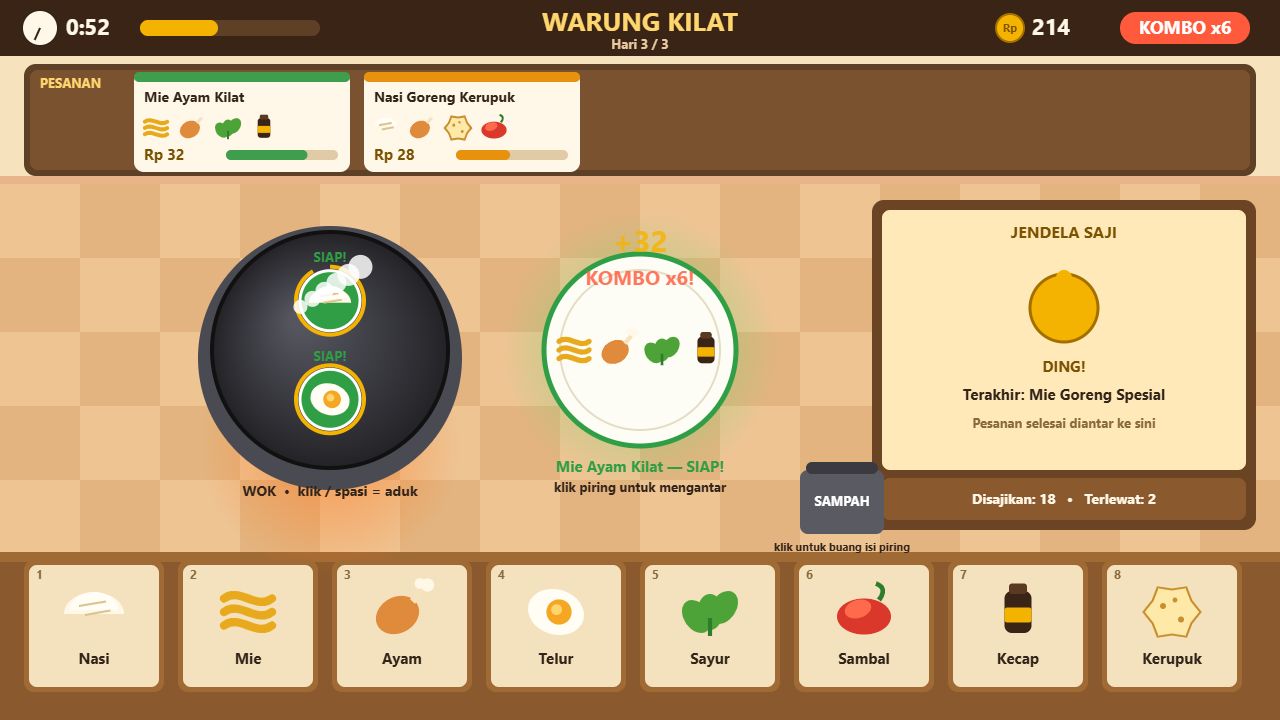 0:52
WARUNG KILAT
Hari 3 / 3
Rp
214
KOMBO x6
PESANAN
Mie Ayam Kilat
Rp 32
Nasi Goreng Kerupuk
Rp 28
SIAP!
SIAP!
WOK • klik / spasi = aduk
+32
KOMBO x6!
Mie Ayam Kilat — SIAP!
klik piring untuk mengantar
JENDELA SAJI
DING!
Terakhir: Mie Goreng Spesial
Pesanan selesai diantar ke sini
Disajikan: 18 • Terlewat: 2
SAMPAH
klik untuk buang isi piring
1
Nasi
2
Mie
3
Ayam
4
Telur
5
Sayur
6
Sambal
7
Kecap
8
Kerupuk